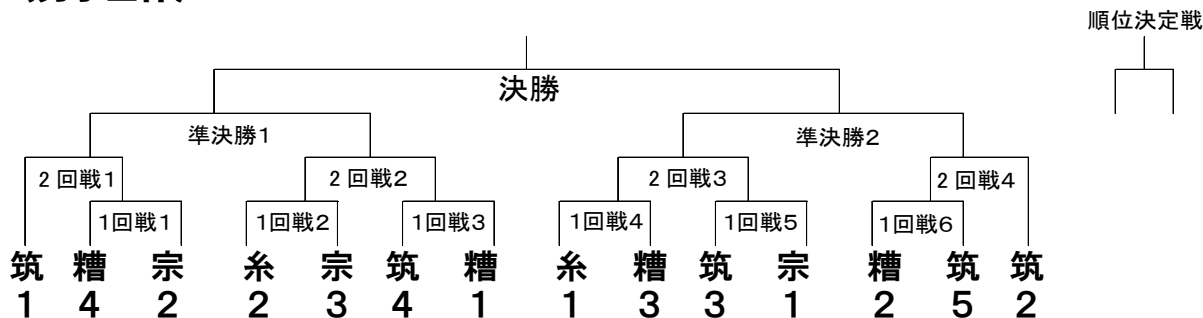 順位決定戦
決勝
準決勝1 準決勝2
2回戦1 2回戦2 2回戦3 2回戦4
1回戦1 1回戦2 1回戦3 1回戦4 1回戦5 1回戦6
筑 糟 宗 糸 宗 筑 糟 糸 糟 筑 宗 糟 筑 筑
1 4 2 2 3 4 1 1 3 3 1 2 5 2